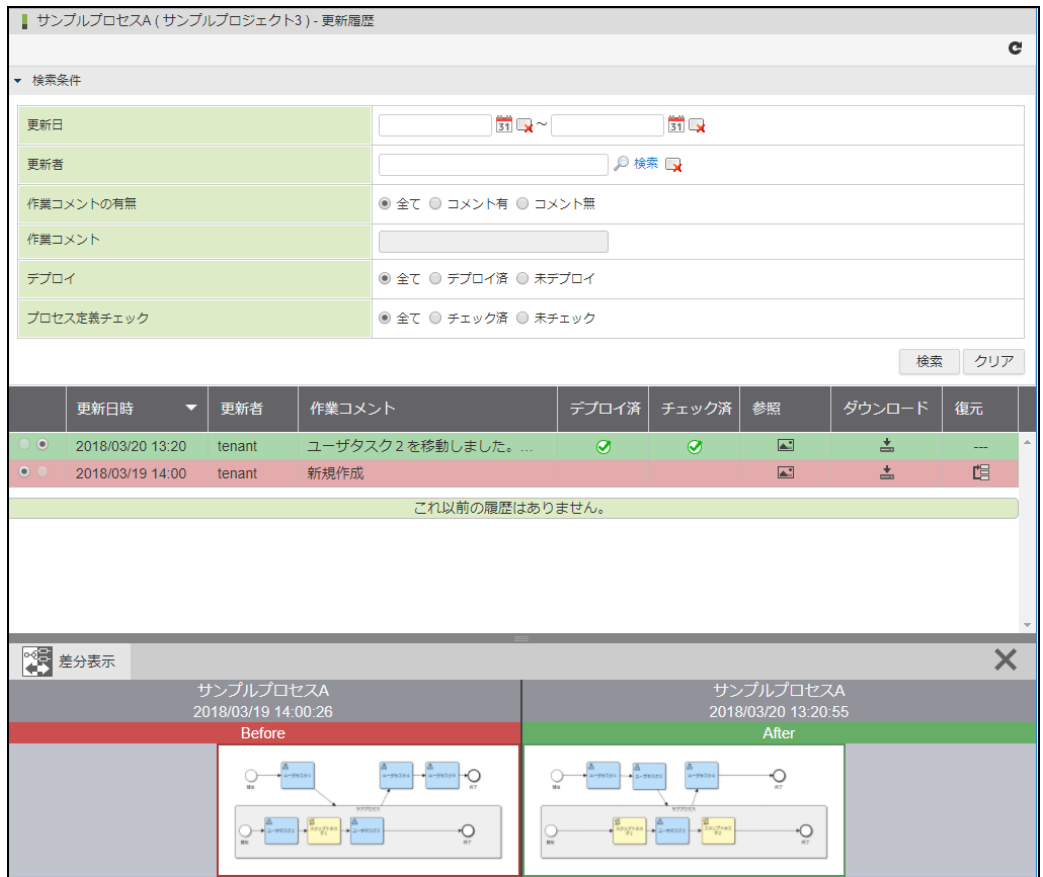 サンプルプロセスA ( サンプルプロジェクト3 ) - 更新履歴
検索条件
更新日 31 ～ 31
更新者 検索
作業コメントの有無 全て コメント有 コメント無
作業コメント
デプロイ 全て デプロイ済 未デプロイ
プロセス定義チェック 全て チェック済 未チェック
検索 クリア
更新日時 更新者 作業コメント デプロイ済 チェック済 参照 ダウンロード 復元
2018/03/20 13:20 tenant ユーザタスク２を移動しました。... ---
2018/03/19 14:00 tenant 新規作成
これ以前の履歴はありません。
差分表示
サンプルプロセスA サンプルプロセスA
2018/03/19 14:00:26 2018/03/20 13:20:55
Before After
開始 終了 開始 終了